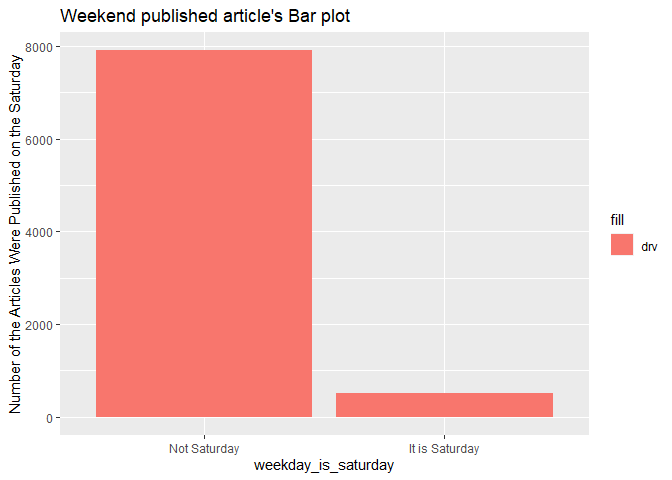 Weekend published article's Bar plot
Number of the Articles Were Published on the Saturday
8000
6000
4000
2000
0
Not Saturday
It is Saturday
weekday_is_saturday
fill
drv